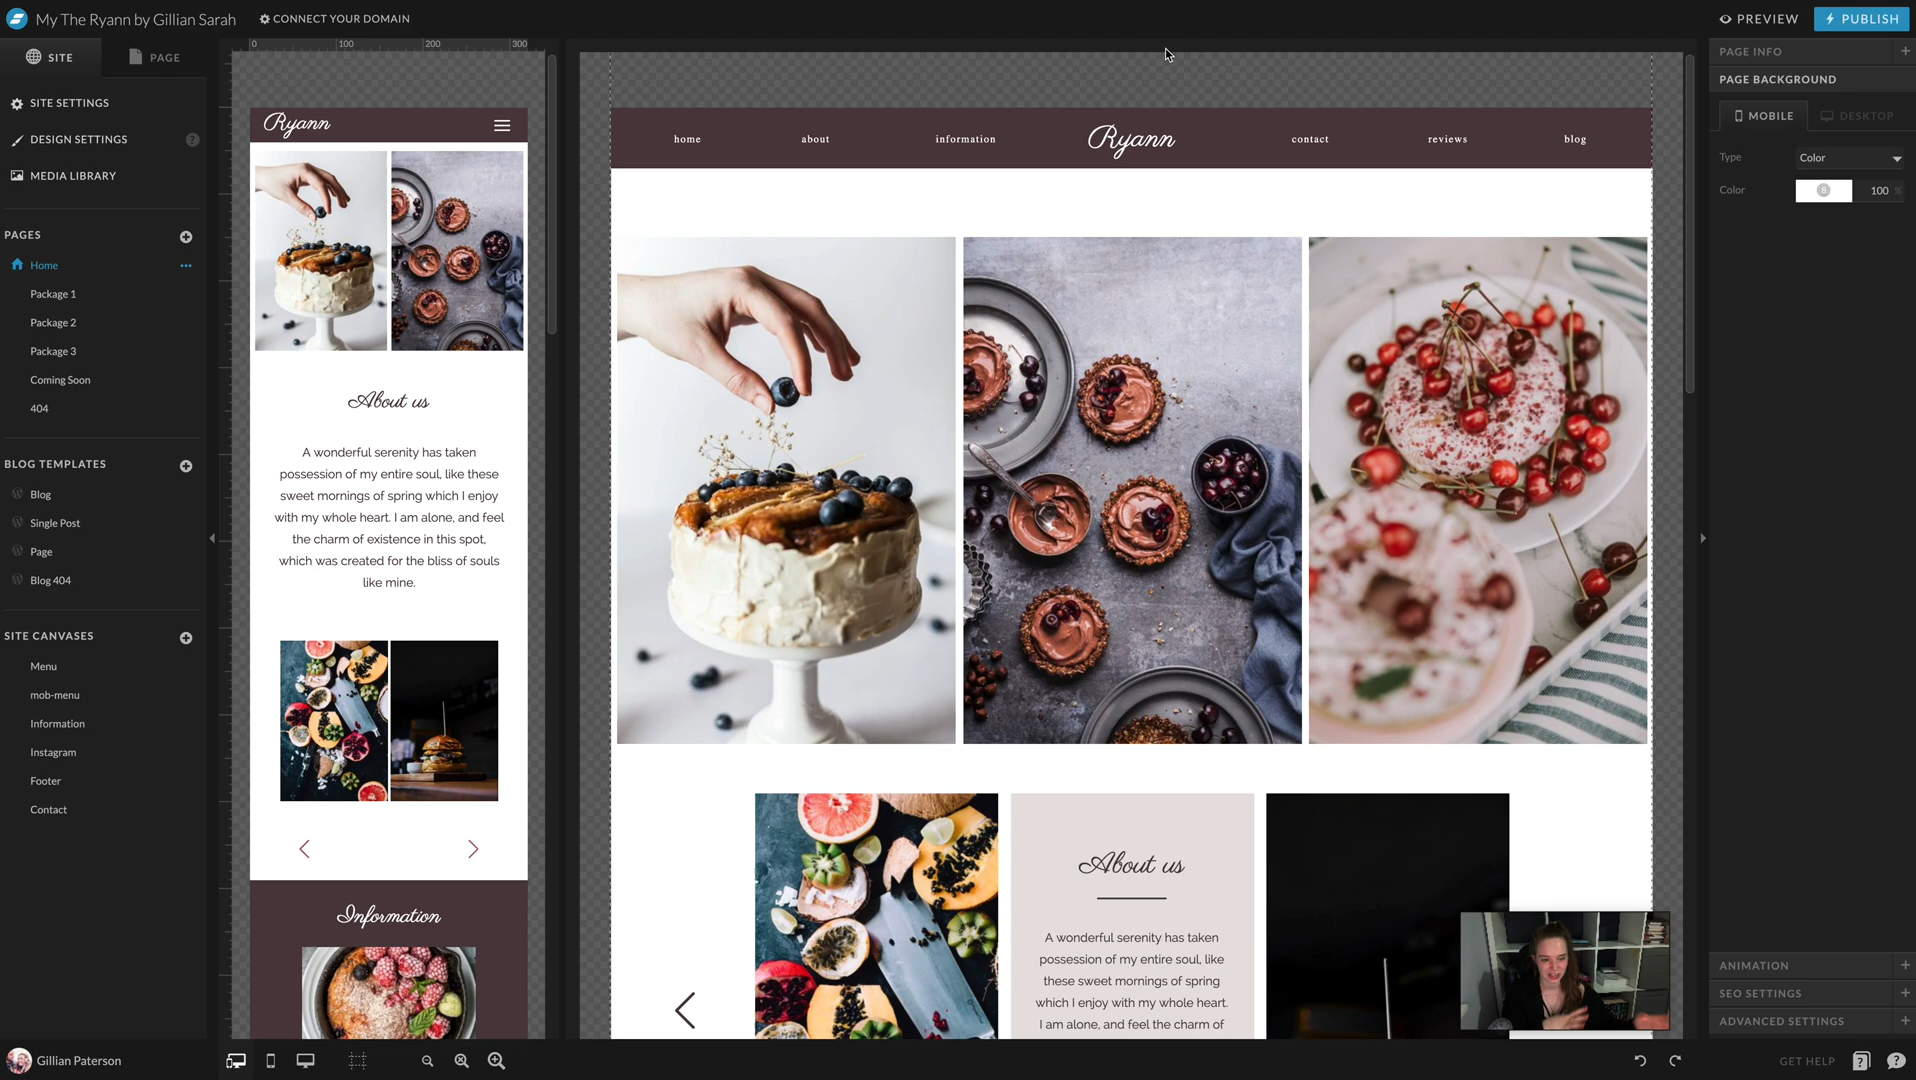 My The Ryann by Gillian Sarah
CONNECT YOUR DOMAIN
PREVIEW
PUBLISH
SITE
PAGE
SITE SETTINGS
DESIGN SETTINGS
?
MEDIA LIBRARY
PAGES
Home
Package 1
Package 2
Package 3
Coming Soon
404
BLOG TEMPLATES
Blog
Single Post
Page
Blog 404
SITE CANVASES
Menu
mob-menu
Information
Instagram
Footer
Contact
Gillian Paterson
0 100 200 300
Ryann
About us
A wonderful serenity has taken
possession of my entire soul, like these
sweet mornings of spring which I enjoy
with my whole heart. I am alone, and feel
the charm of existence in this spot,
which was created for the bliss of souls
like mine.
Information
home about information Ryann contact reviews blog
About us
A wonderful serenity has taken
possession of my entire soul, like
these sweet mornings of spring
which I enjoy with my whole heart.
I am alone, and feel the charm of
PAGE INFO
PAGE BACKGROUND
MOBILE
DESKTOP
Type Color
Color 8 100 %
ANIMATION
SEO SETTINGS
ADVANCED SETTINGS
GET HELP